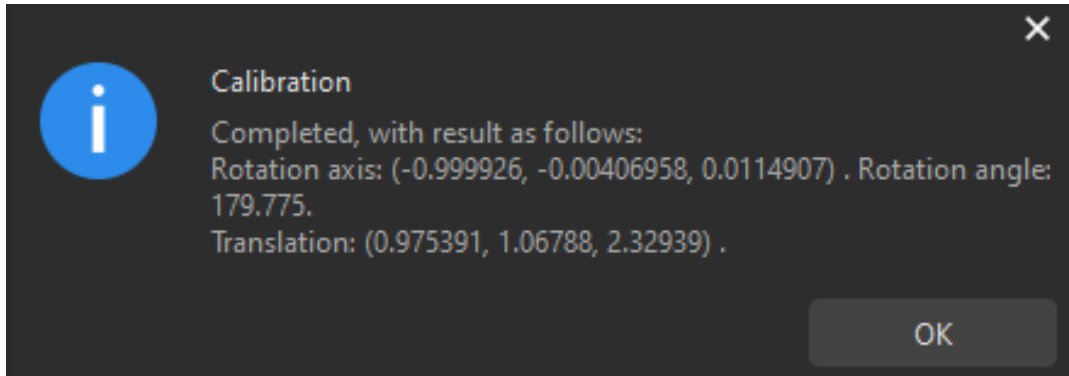 Calibration
Completed, with result as follows:
Rotation axis: (-0.999926, -0.00406958, 0.0114907) . Rotation angle:
179.775.
Translation: (0.975391, 1.06788, 2.32939) .
OK